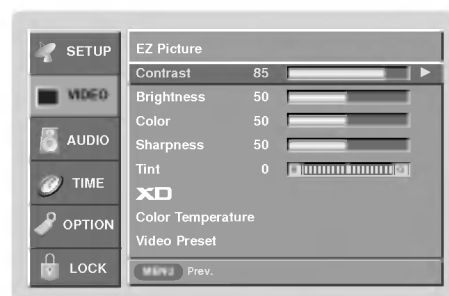 SETUP
VIDEO
AUDIO
TIME
OPTION
LOCK
EZ Picture
Contrast 85
Brightness 50
Color 50
Sharpness 50
Tint 0
XD
Color Temperature
Video Preset
MENU Prev.